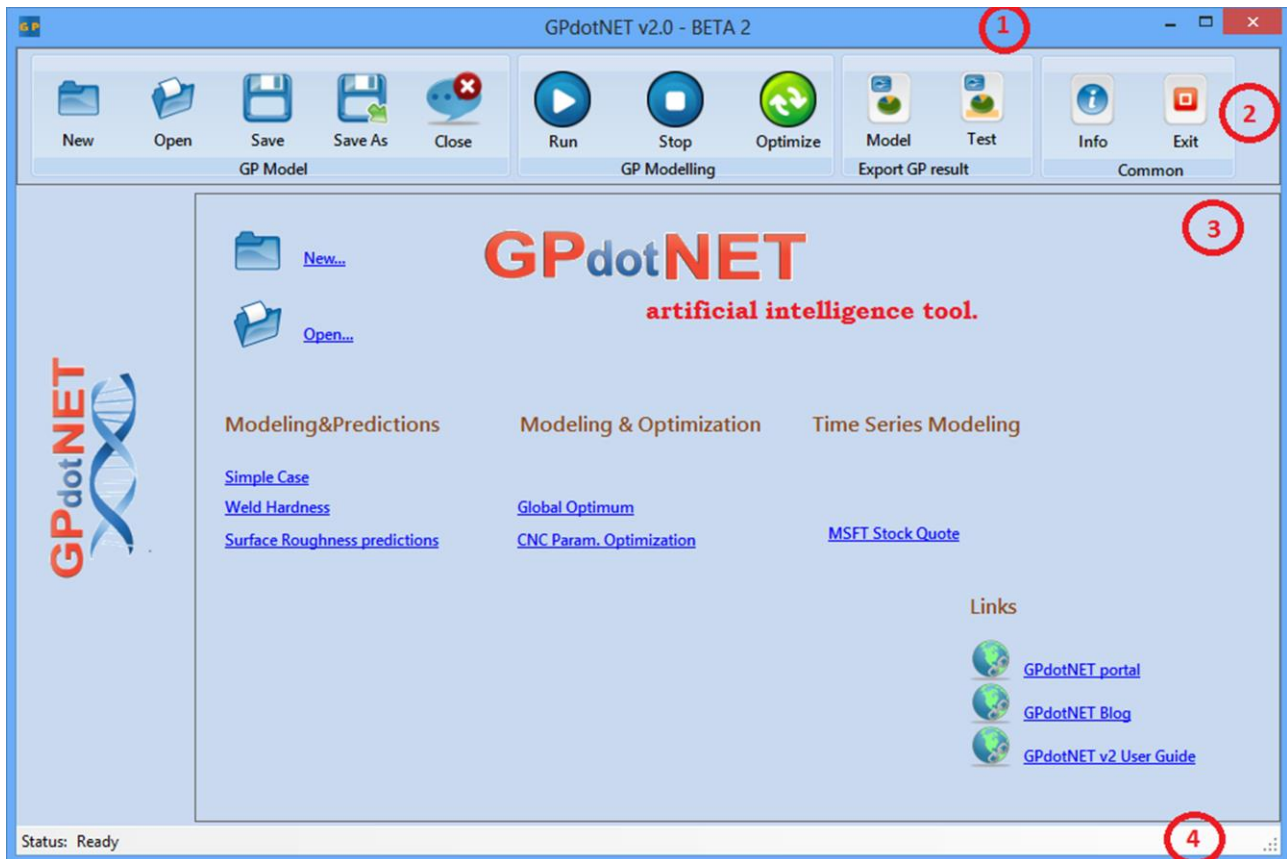 GP
GPdotNET v2.0 - BETA 2
1
New
Open
Save
Save As
Close
Run
Stop
Optimize
Model
Test
Info
Exit
2
GP Model
GP Modelling
Export GP result
Common
3
New...
GPdotNET
artificial intelligence tool.
Open...
GPdotNET
Modeling&Predictions
Modeling & Optimization
Time Series Modeling
Simple Case
Weld Hardness
Surface Roughness predictions
Global Optimum
CNC Param. Optimization
MSFT Stock Quote
Links
GPdotNET portal
GPdotNET Blog
GPdotNET v2 User Guide
Status: Ready
4